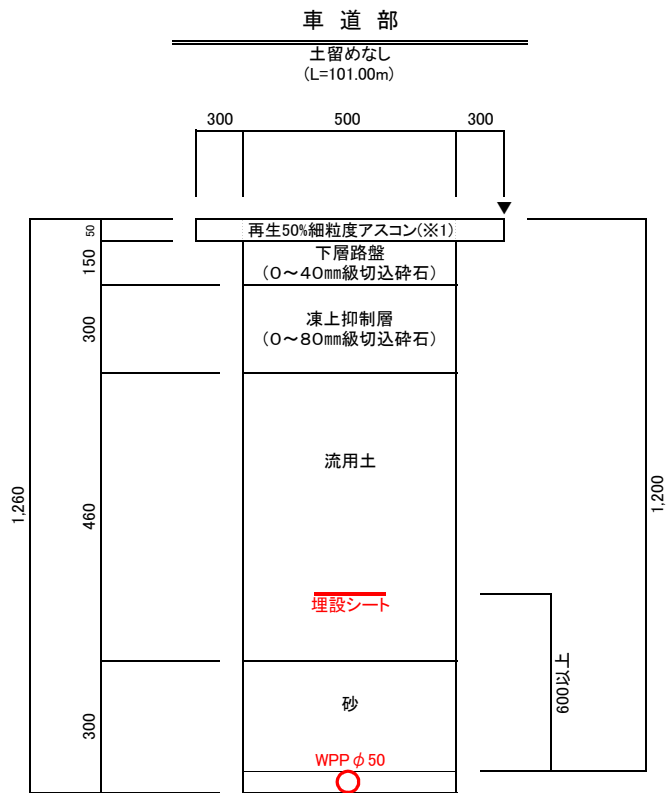 車道部
土留めなし
(L=101.00m)
300
500
300
50
再生50%細粒度アスコン(※1)
150
下層路盤
(0～40㎜級切込砕石)
300
凍上抑制層
(0～80㎜級切込砕石)
流用土
1,260
460
1,200
埋設シート
600以上
300
砂
WPPφ50